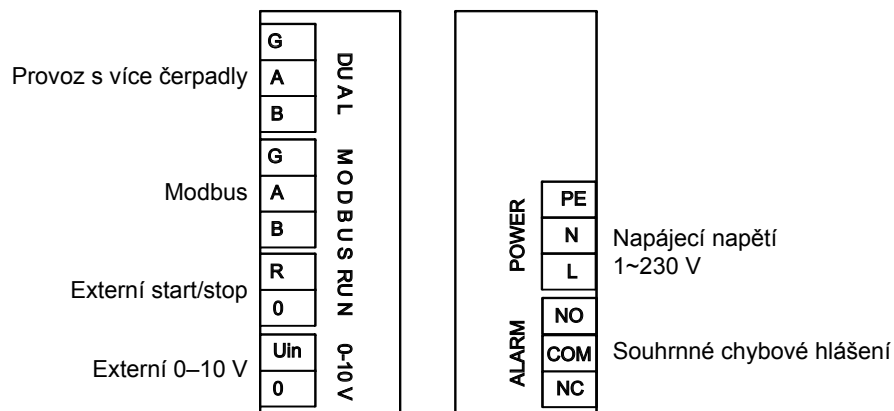 Provoz s více čerpadly
G
A
B
DUAL
Modbus
G
A
B
MODBUS
Externí start/stop
R
0
RUN
Externí 0–10 V
Uin
0
0-10 V
POWER
PE
N
L
Napájecí napětí
1~230 V
ALARM
NO
COM
NC
Souhrnné chybové hlášení